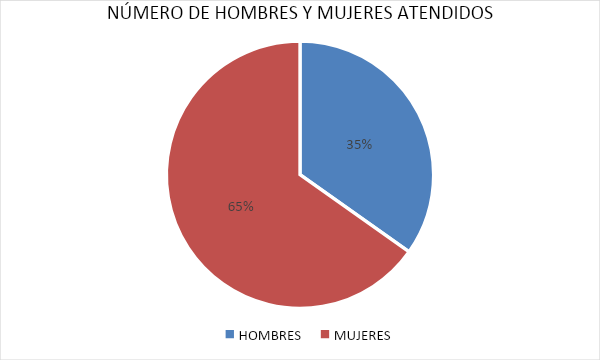 NÚMERO DE HOMBRES Y MUJERES ATENDIDOS
35%
65%
HOMBRES MUJERES